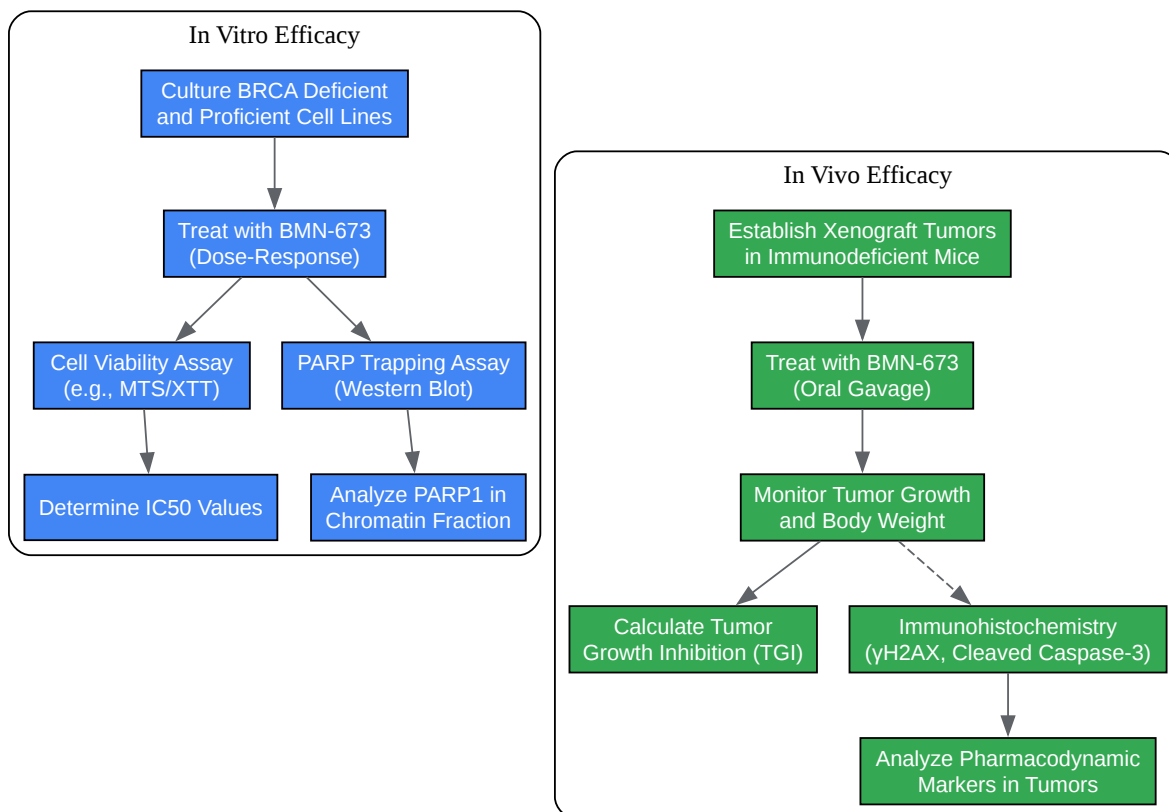 In Vitro Efficacy
Culture BRCA Deficient
and Proficient Cell Lines
Treat with BMN-673
(Dose-Response)
Cell Viability Assay
(e.g., MTS/XTT)
PARP Trapping Assay
(Western Blot)
Determine IC50 Values
Analyze PARP1 in
Chromatin Fraction
In Vivo Efficacy
Establish Xenograft Tumors
in Immunodeficient Mice
Treat with BMN-673
(Oral Gavage)
Monitor Tumor Growth
and Body Weight
Calculate Tumor
Growth Inhibition (TGI)
Immunohistochemistry
(γH2AX, Cleaved Caspase-3)
Analyze Pharmacodynamic
Markers in Tumors